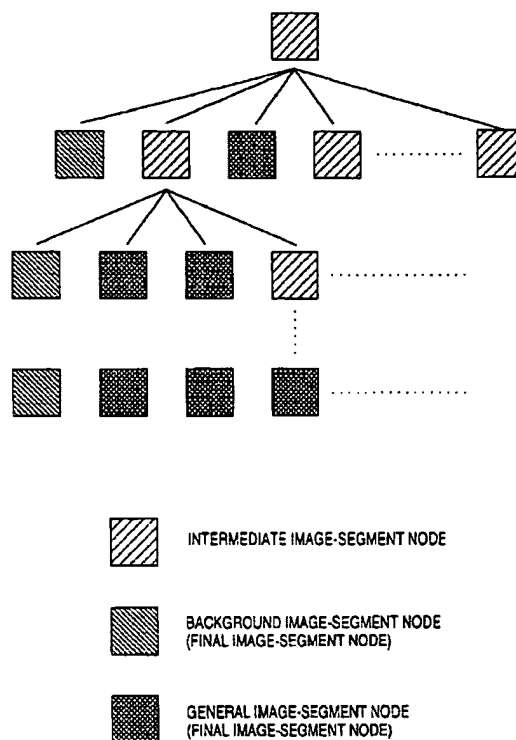 INTERMEDIATE IMAGE-SEGMENT NODE
BACKGROUND IMAGE-SEGMENT NODE
(FINAL IMAGE-SEGMENT NODE)
GENERAL IMAGE-SEGMENT NODE
(FINAL IMAGE-SEGMENT NODE)